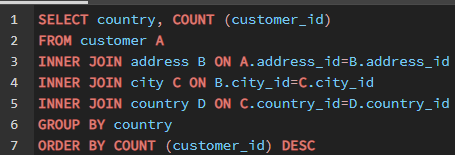 1 SELECT country, COUNT (customer_id)
2 FROM customer A
3 INNER JOIN address B ON A.address_id=B.address_id
4 INNER JOIN city C ON B.city_id=C.city_id
5 INNER JOIN country D ON C.country_id=D.country_id
6 GROUP BY country
7 ORDER BY COUNT (customer_id) DESC